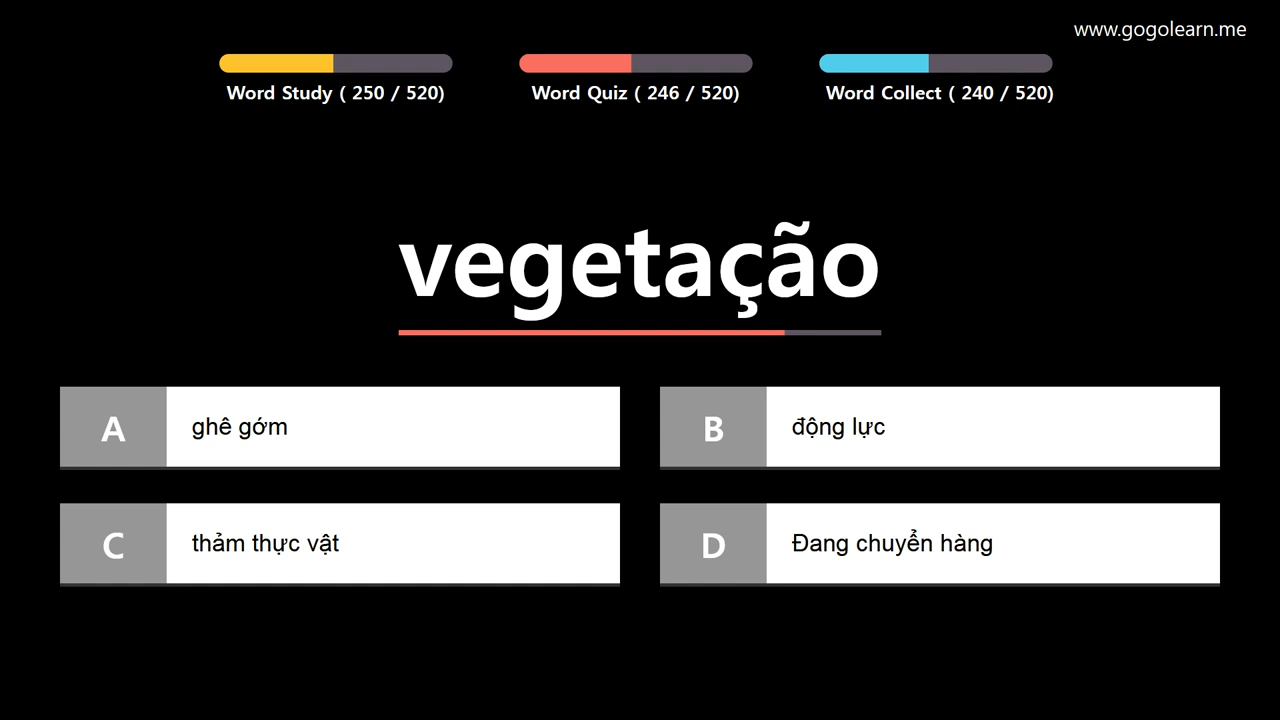 www.gogolearn.me
Word Study ( 250 / 520)
Word Quiz ( 246 / 520)
Word Collect ( 240 / 520)
vegetação
A
ghê gớm
B
động lực
C
thảm thực vật
D
Đang chuyển hàng